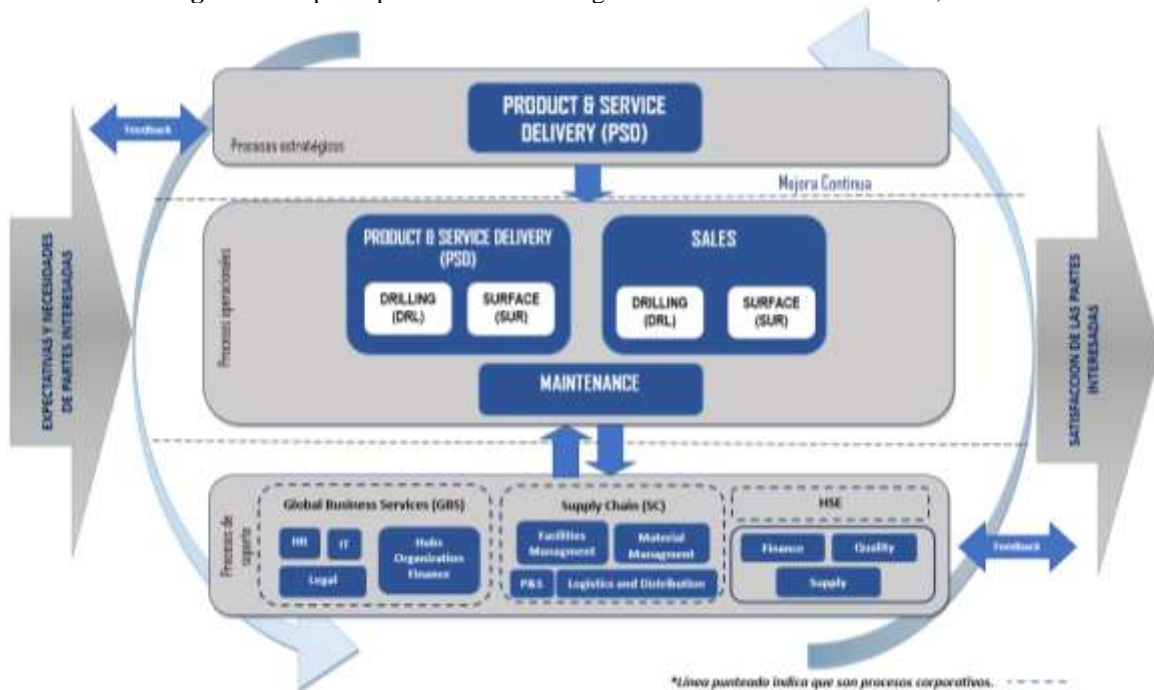 Feedback
PRODUCT & SERVICE
DELIVERY (PSD)
Procesos estratégicos
Mejora Continua
EXPECTATIVAS Y NECESIDADES
DE PARTES INTERESADAS
Procesos operacionales
PRODUCT & SERVICE DELIVERY
(PSD)
DRILLING
(DRL)
SURFACE
(SUR)
SALES
DRILLING
(DRL)
SURFACE
(SUR)
MAINTENANCE
SATISFACCION DE LAS PARTES
INTERESADAS
Procesos de
soporte
Global Business Services (GBS)
HR
IT
Legal
Hubs
Organization
Finance
Supply Chain (SC)
Facilities
Managment
Material
Managment
P&S
Logistics and Distribution
HSE
Finance
Quality
Supply
Feedback
*Línea punteada indica que son procesos corporativos.